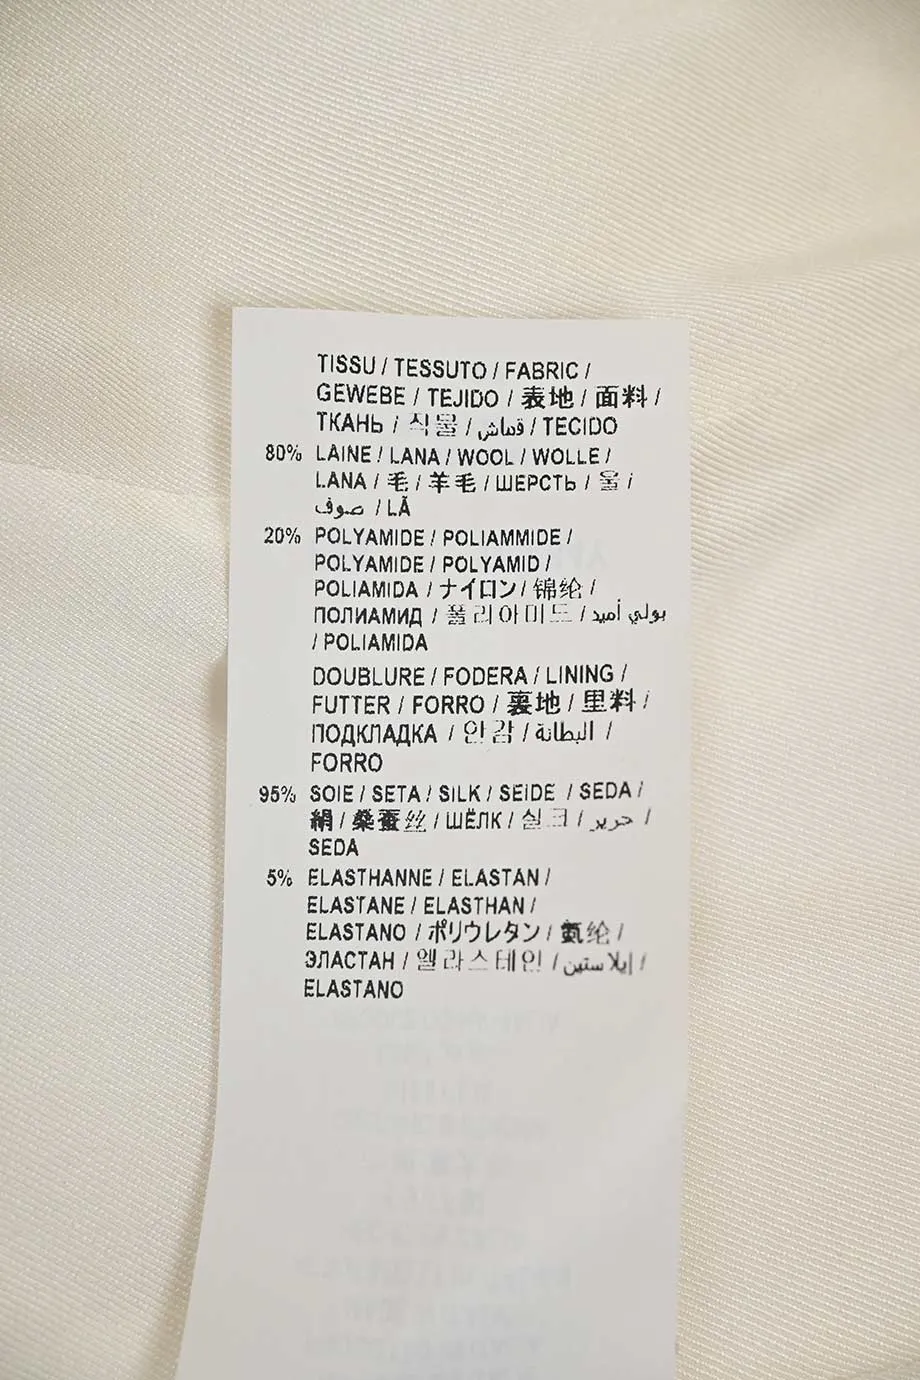 TISSU / TESSUTO / FABRIC /
GEWEBE / TEJIDO / 表地 / 面料 /
ТКАНЬ / 직물 / قماش / TECIDO
80% LAINE / LANA / WOOL / WOLLE /
LANA / 毛 / 羊毛 / ШЕРСТЬ / 울 /
صوف / LÃ
20% POLYAMIDE / POLIAMMIDE /
POLYAMIDE / POLYAMID /
POLIAMIDA / ナイロン / 锦纶 /
ПОЛИАМИД / 폴리아미드 / بولي أميد
/ POLIAMIDA
DOUBLURE / FODERA / LINING /
FUTTER / FORRO / 裏地 / 里料 /
ПОДКЛАДКА / 안감 / البطانة /
FORRO
95% SOIE / SETA / SILK / SEIDE / SEDA /
絹 / 桑蚕丝 / ШЁЛК / 실크 / حرير /
SEDA
5% ELASTHANNE / ELASTAN /
ELASTANE / ELASTHAN /
ELASTANO / ポリウレタン / 氨纶 /
ЭЛАСТАН / 엘라스테인 / إيلاستين /
ELASTANO